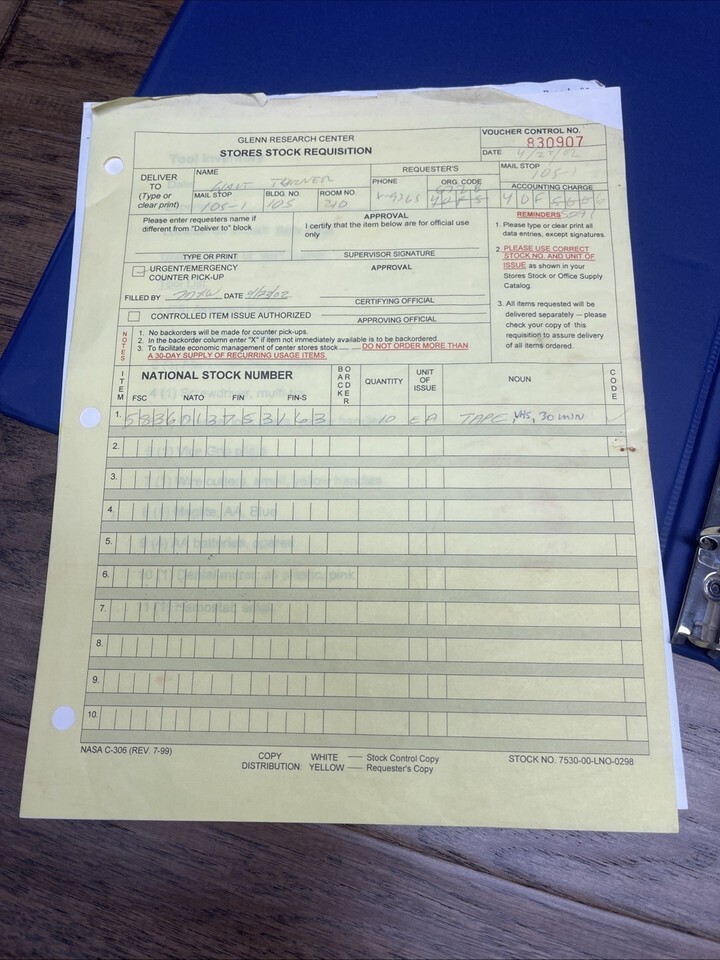 GLENN RESEARCH CENTER
STORES STOCK REQUISITION
VOUCHER CONTROL NO.
830907
DATE 4/23/02
DELIVER
TO
(Type or
clear print)
NAME
WALT TURNER
REQUESTER'S
PHONE
ORG. CODE
MAIL STOP
105-1
MAIL STOP
105-1
BLDG. NO.
105
ROOM NO.
210
ACCOUNTING CHARGE
Please enter requesters name if
different from "Deliver to" block
TYPE OR PRINT
APPROVAL
I certify that the item below are for official use
only
SUPERVISOR SIGNATURE
REMINDERS
1. Please type or clear print all
data entries, except signatures.
2. PLEASE USE CORRECT
STOCK NO. AND UNIT OF
ISSUE as shown in your
Stores Stock or Office Supply
Catalog.
3. All items requested will be
delivered separately — please
check your copy of this
requisition to assure delivery
of all items ordered.
URGENT/EMERGENCY
COUNTER PICK-UP
APPROVAL
FILLED BY DATE 4/23/02
CERTIFYING OFFICIAL
CONTROLLED ITEM ISSUE AUTHORIZED
APPROVING OFFICIAL
NOTES
1. No backorders will be made for counter pick-ups.
2. In the backorder column enter "X" if item not immediately available is to be backordered.
3. To facilitate economic management of center stores stock — DO NOT ORDER MORE THAN
A 30-DAY SUPPLY OF RECURRING USAGE ITEMS.
ITEM
NATIONAL STOCK NUMBER
FSC NATO FIN FIN-S
BACK
ORDER
QUANTITY
UNIT
OF
ISSUE
NOUN
CODE
1. 5836013753163 10 EA TAPE, VHS, 30 MIN
2.
3.
4.
5.
6.
7.
8.
9.
10.
NASA C-306 (REV. 7-99)
COPY WHITE — Stock Control Copy
DISTRIBUTION: YELLOW — Requester's Copy
STOCK NO. 7530-00-LNO-0298